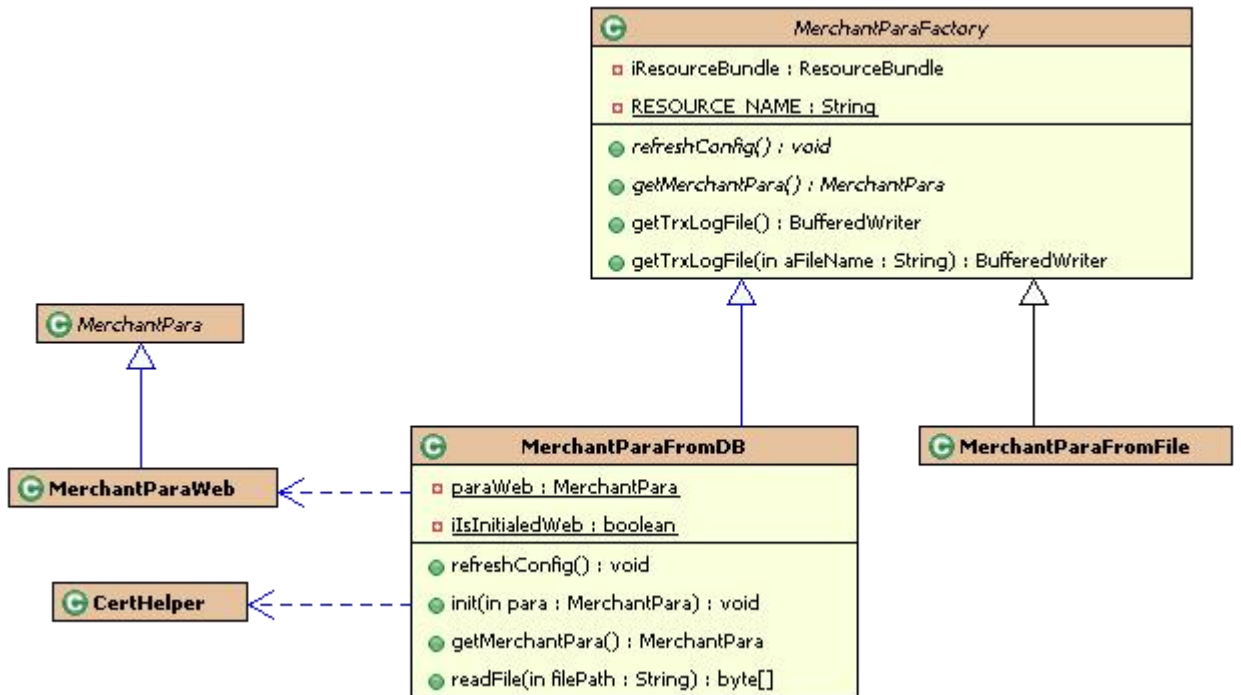 MerchantParaFactory
iResourceBundle : ResourceBundle
RESOURCE_NAME : String
refreshConfig() : void
getMerchantPara() : MerchantPara
getTrxLogFile() : BufferedWriter
getTrxLogFile(in aFileName : String) : BufferedWriter
MerchantPara
MerchantParaWeb
CertHelper
MerchantParaFromDB
paraWeb : MerchantPara
iIsInitialedWeb : boolean
refreshConfig() : void
init(in para : MerchantPara) : void
getMerchantPara() : MerchantPara
readFile(in filePath : String) : byte[]
MerchantParaFromFile